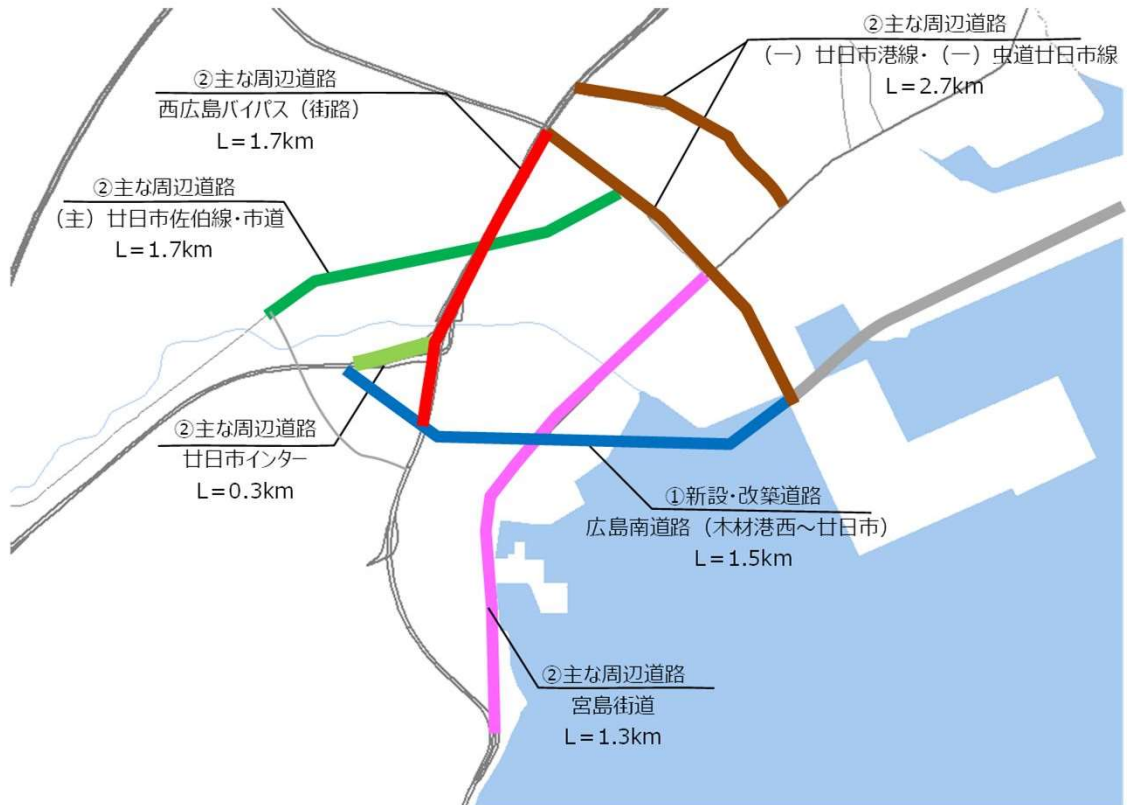 ②主な周辺道路
(一)廿日市港線・(一)虫道廿日市線
L=2.7km
②主な周辺道路
西広島バイパス(街路)
L=1.7km
②主な周辺道路
(主)廿日市佐伯線・市道
L=1.7km
②主な周辺道路
廿日市インター
L=0.3km
①新設・改築道路
広島南道路(木材港西~廿日市)
L=1.5km
②主な周辺道路
宮島街道
L=1.3km